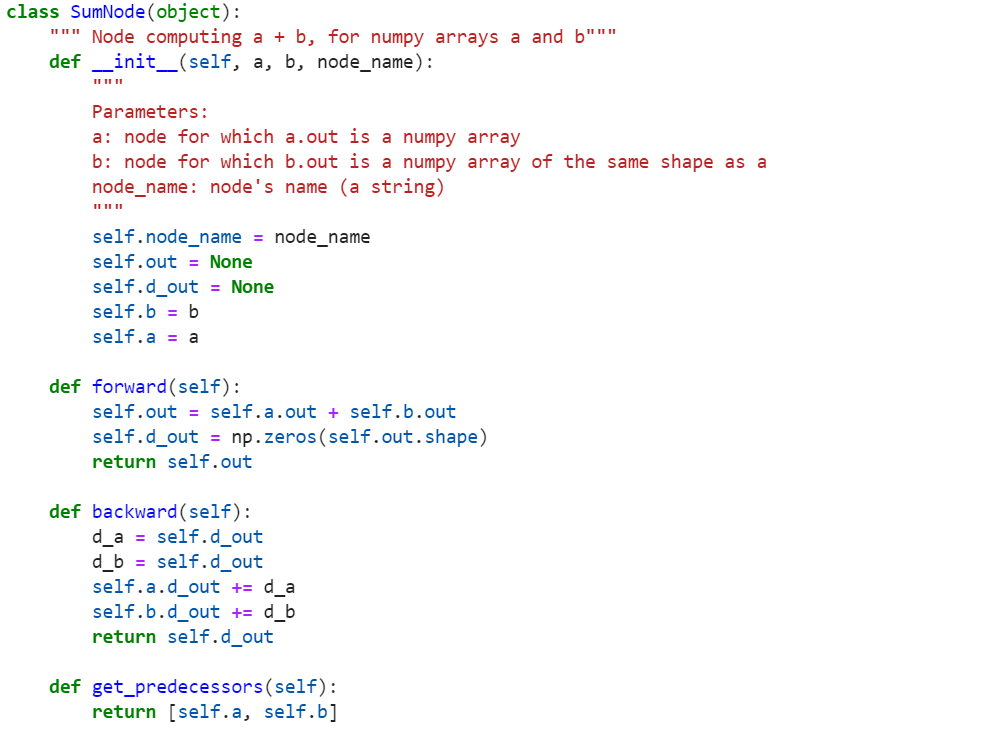 class SumNode(object):
    """ Node computing a + b, for numpy arrays a and b"""
    def __init__(self, a, b, node_name):
        """
        Parameters:
        a: node for which a.out is a numpy array
        b: node for which b.out is a numpy array of the same shape as a
        node_name: node's name (a string)
        """
        self.node_name = node_name
        self.out = None
        self.d_out = None
        self.b = b
        self.a = a

    def forward(self):
        self.out = self.a.out + self.b.out
        self.d_out = np.zeros(self.out.shape)
        return self.out

    def backward(self):
        d_a = self.d_out
        d_b = self.d_out
        self.a.d_out += d_a
        self.b.d_out += d_b
        return self.d_out

    def get_predecessors(self):
        return [self.a, self.b]